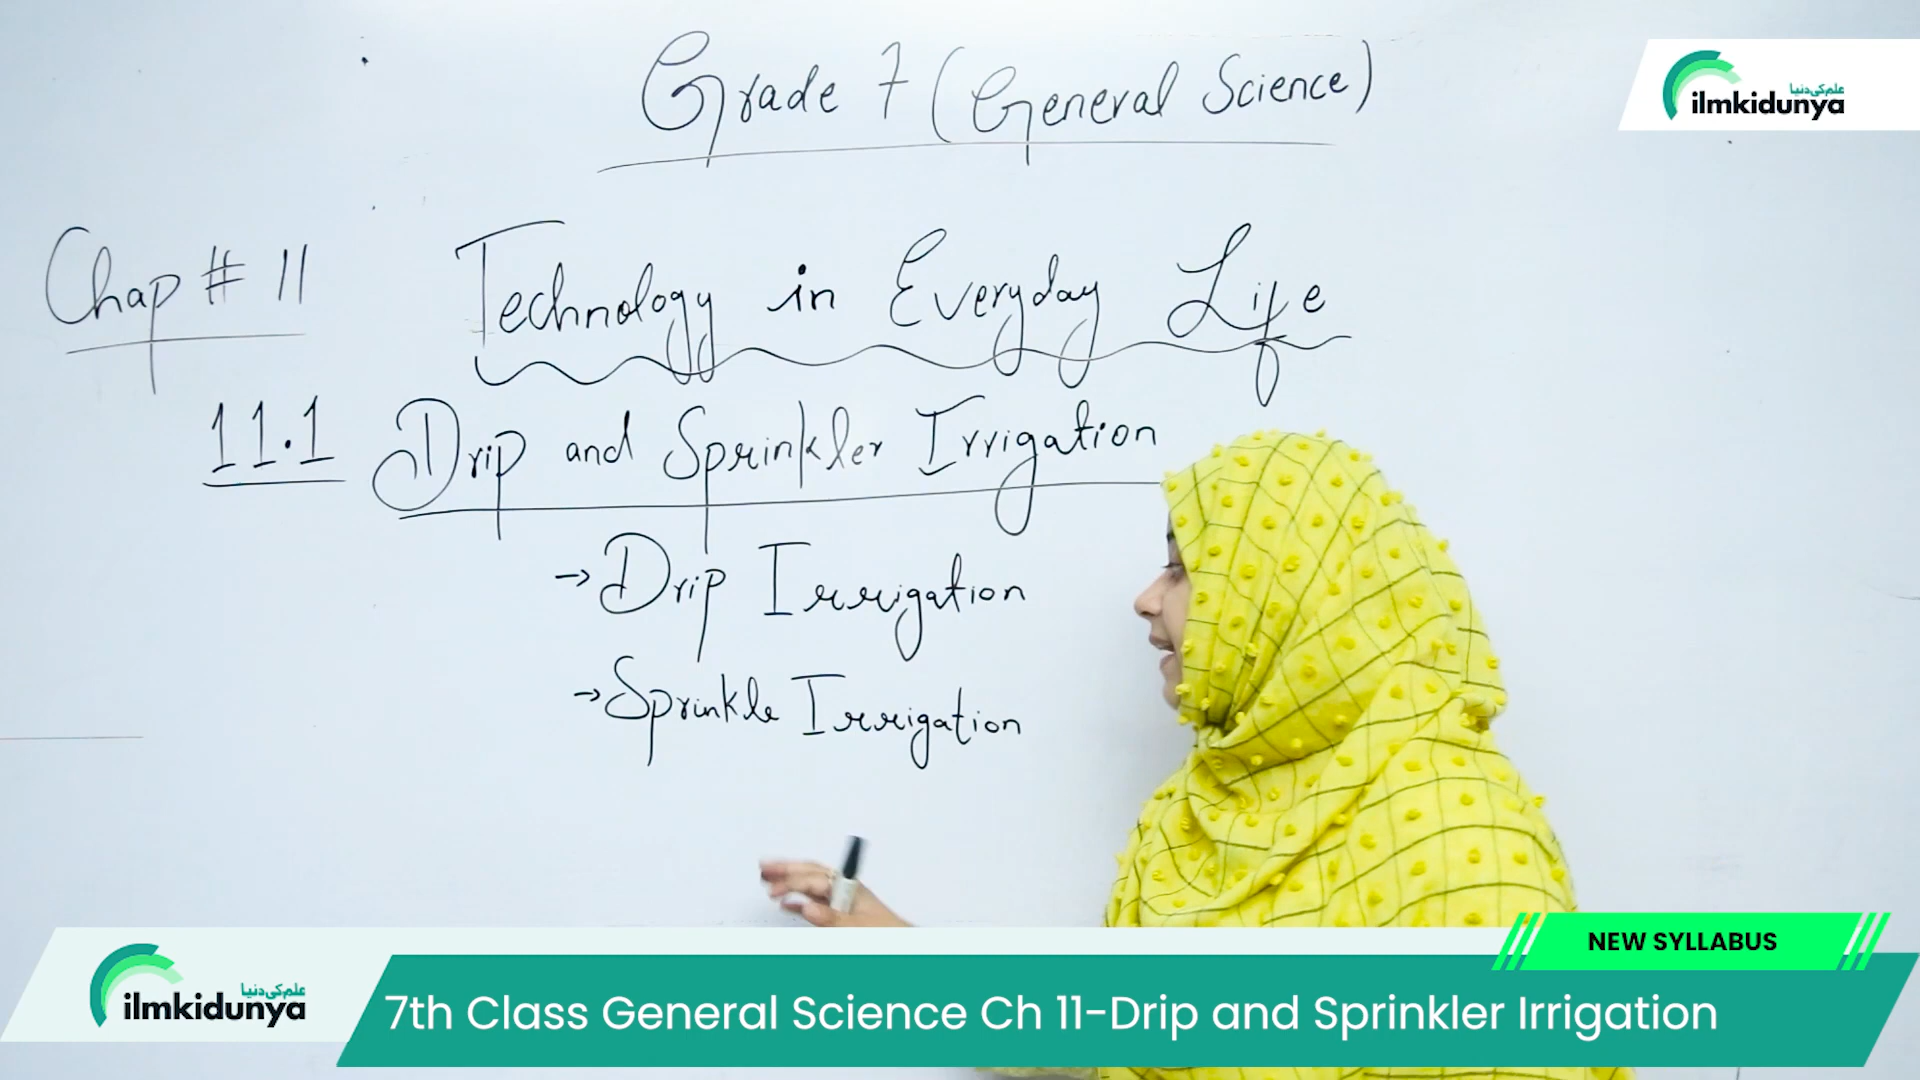 Grade 7 (General Science)
علم کی دنیا
ilmkidunya
Chap # 11 Technology in Everyday Life
11.1 Drip and Sprinkler Irrigation
→ Drip Irrigation
→ Sprinkle Irrigation
NEW SYLLABUS
علم کی دنیا
ilmkidunya
7th Class General Science Ch 11-Drip and Sprinkler Irrigation